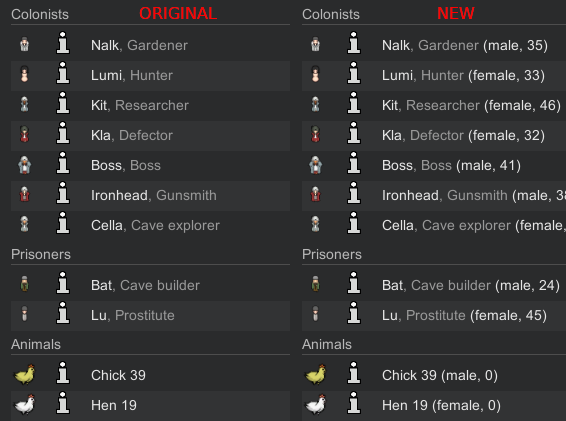 Colonists ORIGINAL
Nalk, Gardener
Lumi, Hunter
Kit, Researcher
Kla, Defector
Boss, Boss
Ironhead, Gunsmith
Cella, Cave explorer
Prisoners
Bat, Cave builder
Lu, Prostitute
Animals
Chick 39
Hen 19
Colonists NEW
Nalk, Gardener (male, 35)
Lumi, Hunter (female, 33)
Kit, Researcher (female, 46)
Kla, Defector (female, 32)
Boss, Boss (male, 41)
Ironhead, Gunsmith (male, 38
Cella, Cave explorer (female,
Prisoners
Bat, Cave builder (male, 24)
Lu, Prostitute (female, 45)
Animals
Chick 39 (male, 0)
Hen 19 (female, 0)